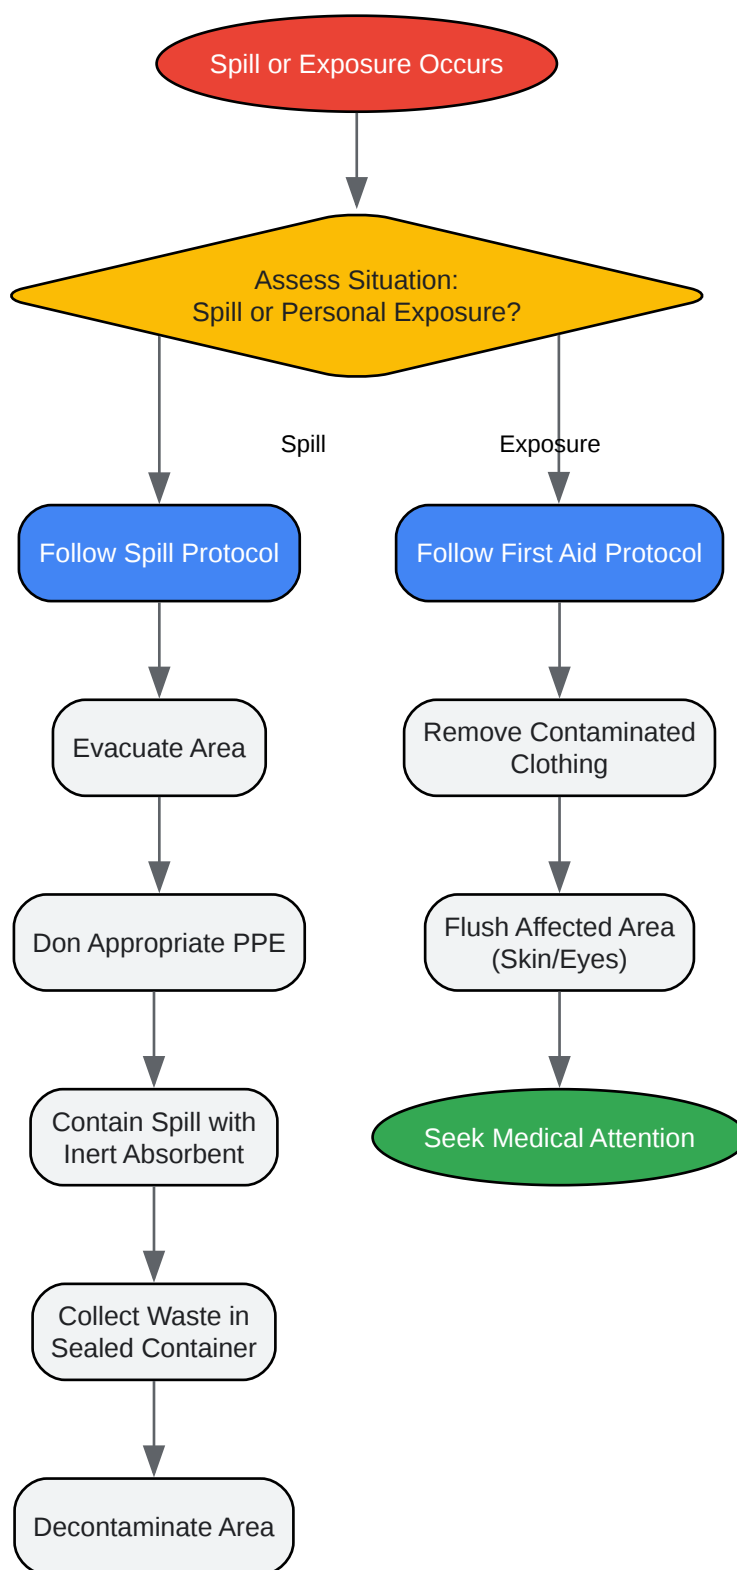 Spill or Exposure Occurs
Assess Situation:
Spill or Personal Exposure?
Spill
Exposure
Follow Spill Protocol
Follow First Aid Protocol
Evacuate Area
Remove Contaminated
Clothing
Don Appropriate PPE
Flush Affected Area
(Skin/Eyes)
Contain Spill with
Inert Absorbent
Seek Medical Attention
Collect Waste in
Sealed Container
Decontaminate Area